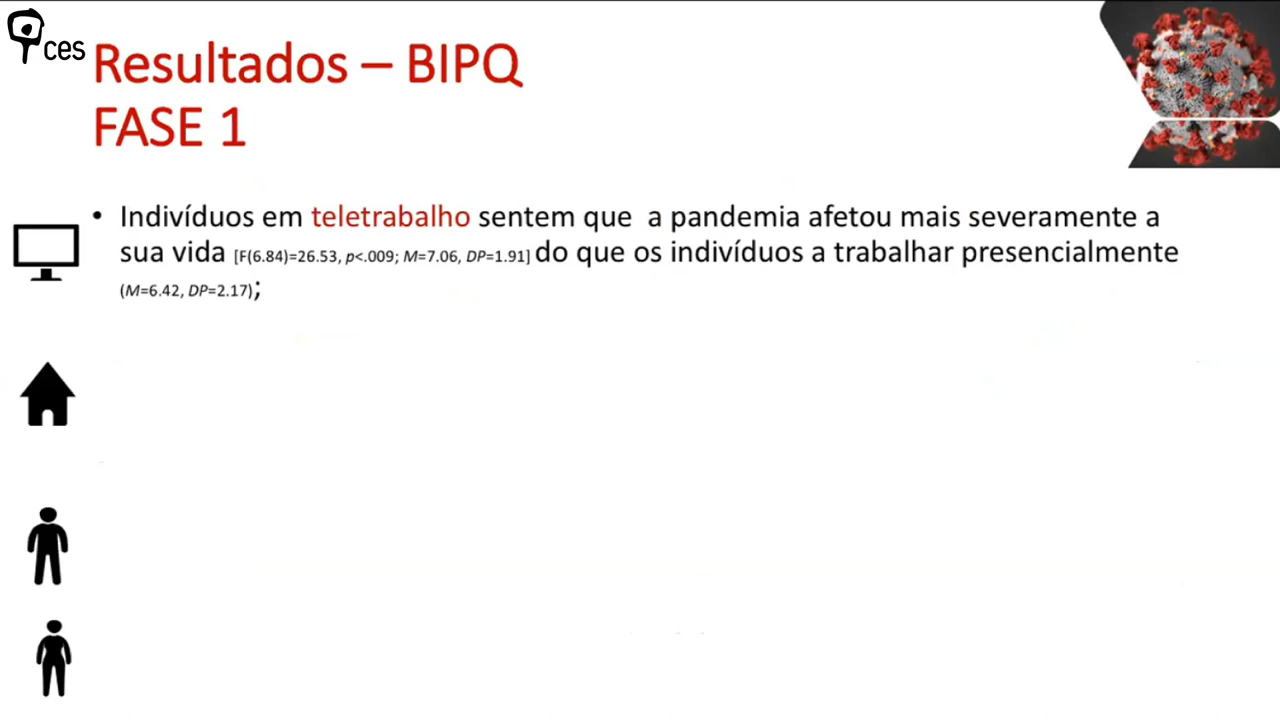 ces
Resultados – BIPQ
FASE 1
• Indivíduos em teletrabalho sentem que a pandemia afetou mais severamente a
sua vida [F(6.84)=26.53, p<.009; M=7.06, DP=1.91] do que os indivíduos a trabalhar presencialmente
(M=6.42, DP=2.17);